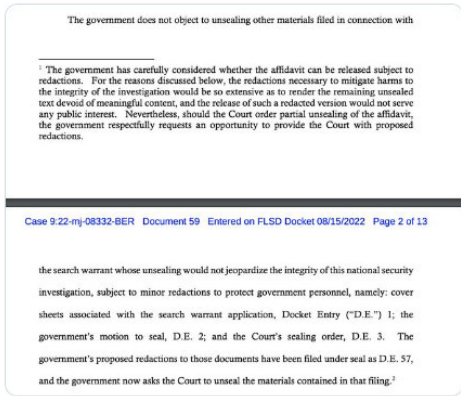 The government does not object to unsealing other materials filed in connection with
¹ The government has carefully considered whether the affidavit can be released subject to
redactions. For the reasons discussed below, the redactions necessary to mitigate harms to
the integrity of the investigation would be so extensive as to render the remaining unsealed
text devoid of meaningful content, and the release of such a redacted version would not serve
any public interest. Nevertheless, should the Court order partial unsealing of the affidavit,
the government respectfully requests an opportunity to provide the Court with proposed
redactions.
Case 9:22-mj-08332-BER Document 59 Entered on FLSD Docket 08/15/2022 Page 2 of 13
the search warrant whose unsealing would not jeopardize the integrity of this national security
investigation, subject to minor redactions to protect government personnel, namely: cover
sheets associated with the search warrant application, Docket Entry (“D.E.”) 1; the
government’s motion to seal, D.E. 2; and the Court’s sealing order, D.E. 3. The
government’s proposed redactions to those documents have been filed under seal as D.E. 57,
and the government now asks the Court to unseal the materials contained in that filing.²